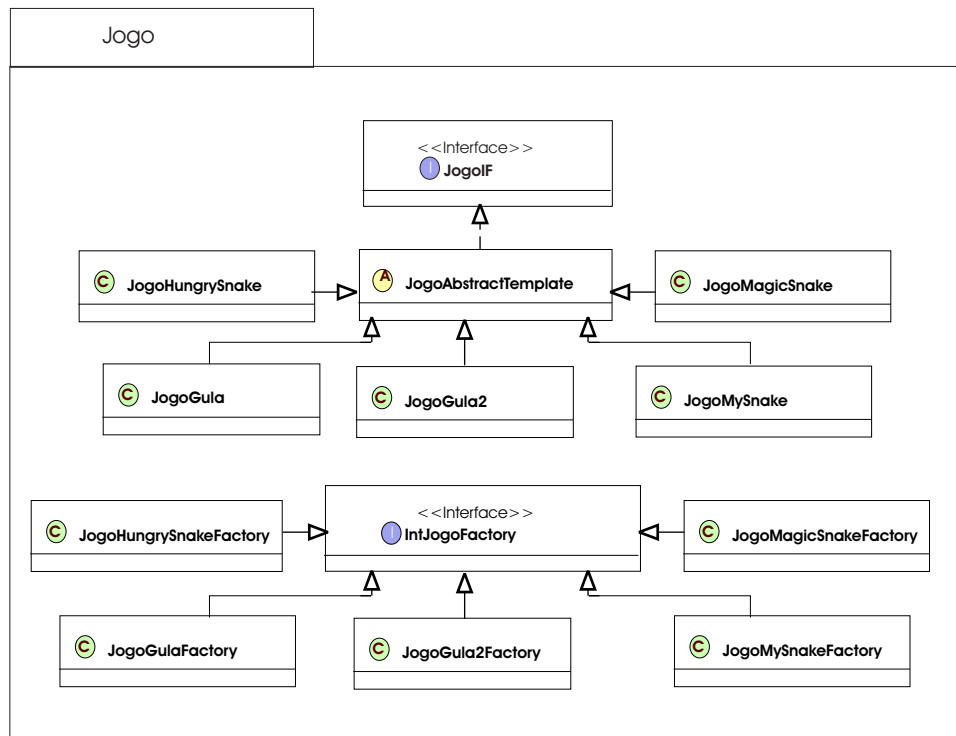 Jogo
<<Interface>>
I JogoIF
C JogoHungrySnake
A JogoAbstractTemplate
C JogoMagicSnake
C JogoGula
C JogoGula2
C JogoMySnake
C JogoHungrySnakeFactory
<<Interface>>
I IntJogoFactory
C JogoMagicSnakeFactory
C JogoGulaFactory
C JogoGula2Factory
C JogoMySnakeFactory